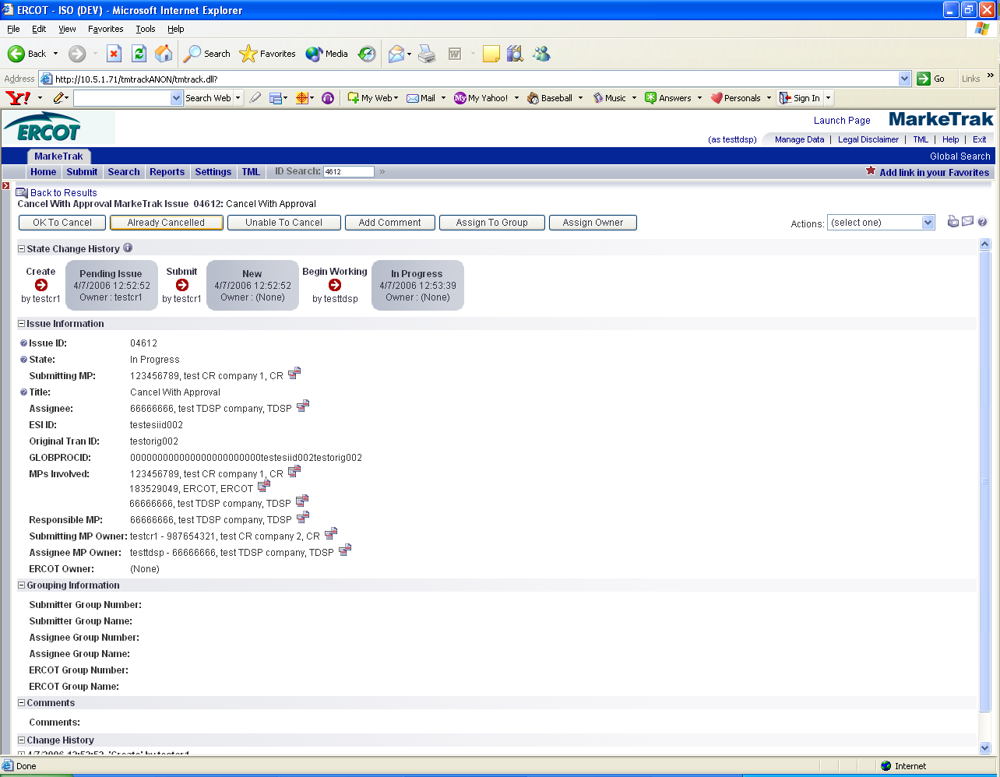 ERCOT - ISO (DEV) - Microsoft Internet Explorer
File Edit View Favorites Tools Help
Back Search Favorites Media
Address http://10.5.1.71/tmtrackANON/tmtrack.dll? Go Links »
Y! Search Web My Web Mail My Yahoo! Baseball Music Answers Personals Sign In
ERCOT Launch Page MarkeTrak
(as testtdsp) Manage Data | Legal Disclaimer | TML | Help | Exit
MarkeTrak Global Search
Home Submit Search Reports Settings TML ID Search: 4612 » Add link in your Favorites
Back to Results
Cancel With Approval MarkeTrak Issue 04612: Cancel With Approval
OK To Cancel Already Cancelled Unable To Cancel Add Comment Assign To Group Assign Owner Actions: (select one)
State Change History
Create Pending Issue Submit New Begin Working In Progress
4/7/2006 12:52:52 4/7/2006 12:52:52 4/7/2006 12:53:39
by testcr1 Owner : testcr1 by testcr1 Owner : (None) by testtdsp Owner : (None)
Issue Information
Issue ID: 04612
State: In Progress
Submitting MP: 123456789, test CR company 1, CR
Title: Cancel With Approval
Assignee: 66666666, test TDSP company, TDSP
ESI ID: testesiid002
Original Tran ID: testorig002
GLOBPROCID: 000000000000000000000000testesiid002testorig002
MPs Involved: 123456789, test CR company 1, CR
183529049, ERCOT, ERCOT
66666666, test TDSP company, TDSP
Responsible MP: 66666666, test TDSP company, TDSP
Submitting MP Owner: testcr1 - 987654321, test CR company 2, CR
Assignee MP Owner: testtdsp - 66666666, test TDSP company, TDSP
ERCOT Owner: (None)
Grouping Information
Submitter Group Number:
Submitter Group Name:
Assignee Group Number:
Assignee Group Name:
ERCOT Group Number:
ERCOT Group Name:
Comments
Comments:
Change History
4/7/2006 12:52:52, 'Create' by testcr1
Done Internet